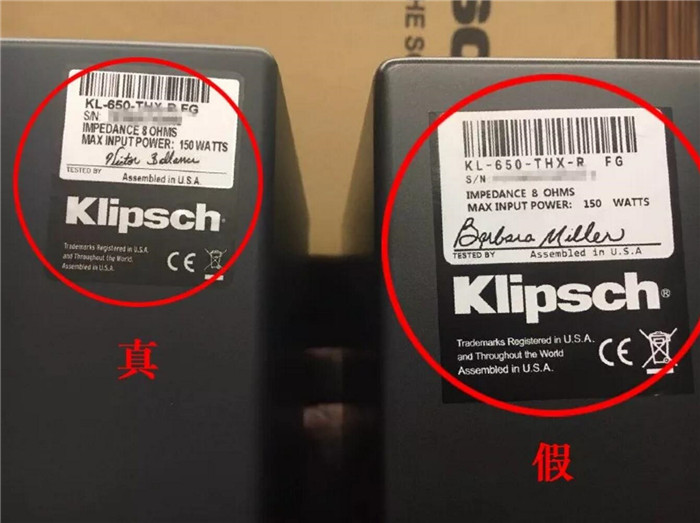 HE SC
SC
KL-650-THX-R FG
S/N:
IMPEDANCE 8 OHMS
MAX INPUT POWER: 150 WATTS
TESTED BY
Assembled in U.S.A.
Klipsch
Trademarks Registered in U.S.A.
and Throughout the World
Assembled in U.S.A.
CE
真
KL-650-THX-R FG
S/N
IMPEDANCE 8 OHMS
MAX INPUT POWER: 150 WATTS
Barbara Miller
TESTED BY Assembled in U.S.A
Klipsch®
Trademarks Registered in U.S.A.
and Throughout the World
Assembled in U.S.A.
CE
假